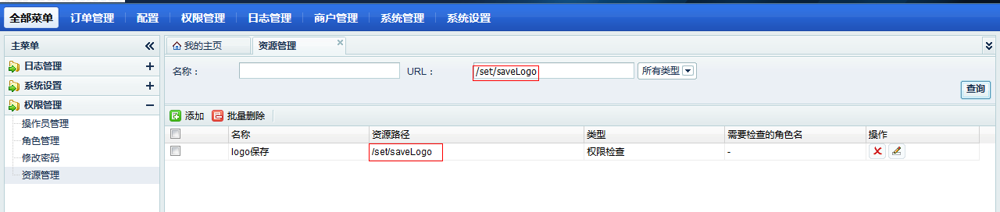 全部菜单 订单管理 配置 权限管理 日志管理 商户管理 系统管理 系统设置
主菜单
日志管理
系统设置
权限管理
操作员管理
角色管理
修改密码
资源管理
我的主页 资源管理
名称： URL： /set/saveLogo 所有类型
查询
添加 批量删除
名称 资源路径 类型 需要检查的角色名 操作
logo保存 /set/saveLogo 权限检查 -